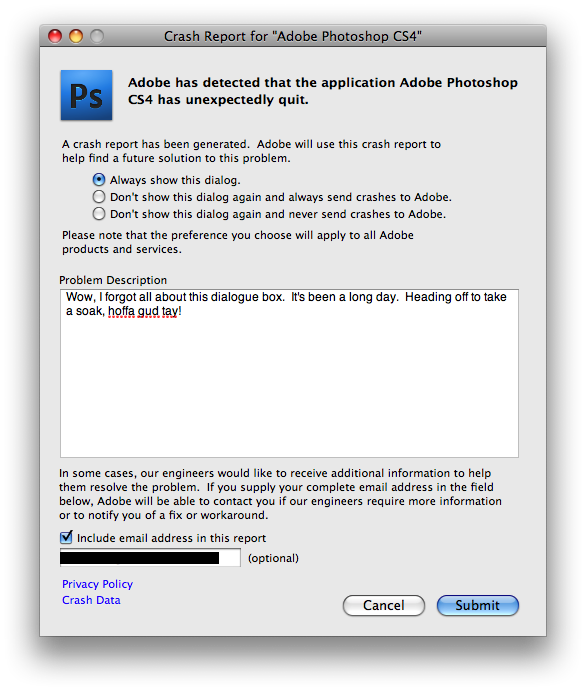 Crash Report for "Adobe Photoshop CS4"
Ps
Adobe has detected that the application Adobe Photoshop
CS4 has unexpectedly quit.
A crash report has been generated.  Adobe will use this crash report to
help find a future solution to this problem.
Always show this dialog.
Don't show this dialog again and always send crashes to Adobe.
Don't show this dialog again and never send crashes to Adobe.
Please note that the preference you choose will apply to all Adobe
products and services.
Problem Description
Wow, I forgot all about this dialogue box.  It's been a long day.  Heading off to take
a soak, hoffa gud tay!
In some cases, our engineers would like to receive additional information to help
them resolve the problem.  If you supply your complete email address in the field
below, Adobe will be able to contact you if our engineers require more information
or to notify you of a fix or workaround.
Include email address in this report
(optional)
Privacy Policy
Crash Data
Cancel
Submit